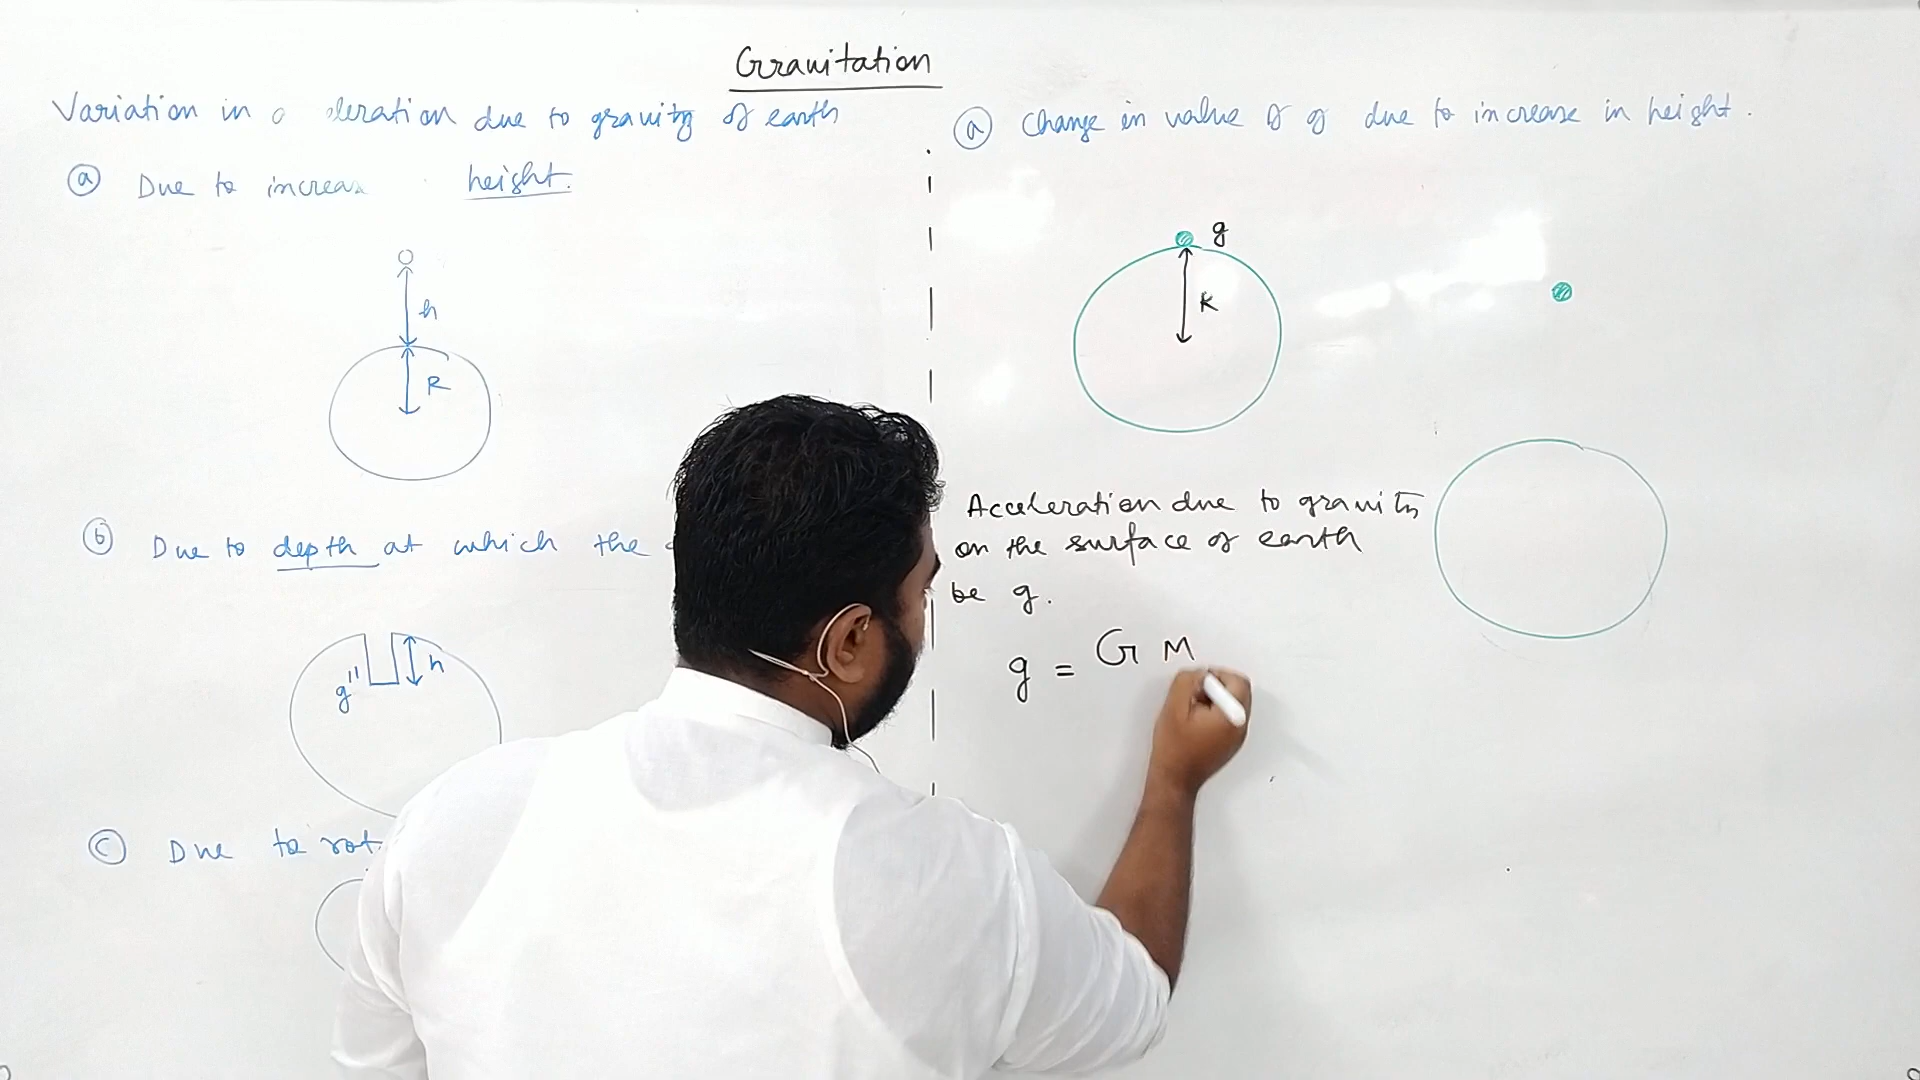 Gravitation
Variation in a leration due to gravity of earth
(a) Due to increas height.
h
R
(b) Due to depth at which the
g" h
(c) Due to rot
(a) Change in value of g due to increase in height.
g
R
Acceleration due to gravity
on the surface of earth
be g.
g = G M